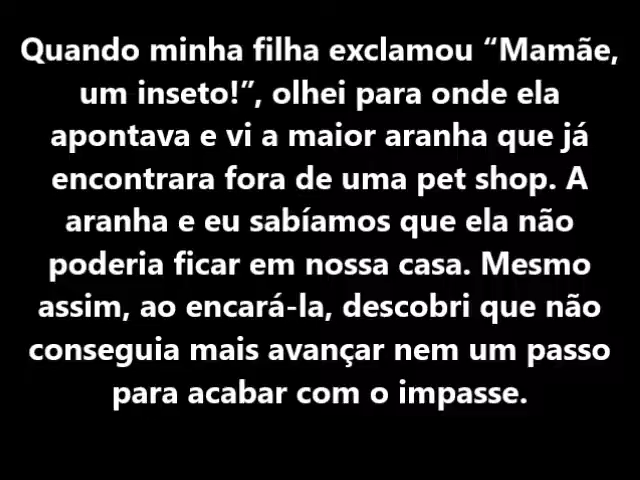 Quando minha filha exclamou “Mamãe,
um inseto!”, olhei para onde ela
apontava e vi a maior aranha que já
encontrara fora de uma pet shop. A
aranha e eu sabíamos que ela não
poderia ficar em nossa casa. Mesmo
assim, ao encará-la, descobri que não
conseguia mais avançar nem um passo
para acabar com o impasse.